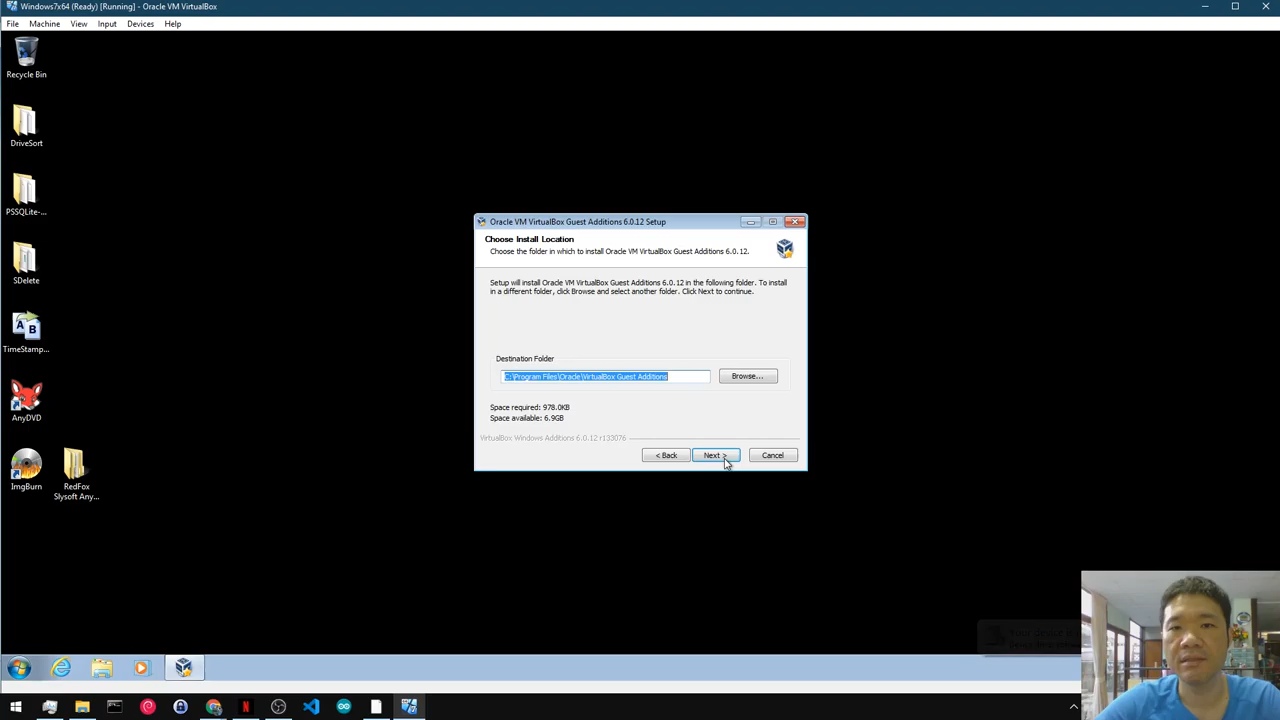 Windows7x64 (Ready) [Running] - Oracle VM VirtualBox
File Machine View Input Devices Help
Recycle Bin
DriveSort
PSSQLite-...
SDelete
TimeStamp...
AnyDVD
ImgBurn
RedFox
Slysoft Any...
Oracle VM VirtualBox Guest Additions 6.0.12 Setup
Choose Install Location
Choose the folder in which to install Oracle VM VirtualBox Guest Additions 6.0.12.
Setup will install Oracle VM VirtualBox Guest Additions 6.0.12 in the following folder. To install
in a different folder, click Browse and select another folder. Click Next to continue.
Destination Folder
C:\Program Files\Oracle\VirtualBox Guest Additions
Browse...
Space required: 978.0KB
Space available: 6.9GB
VirtualBox Windows Additions 6.0.12 r133076
< Back Next > Cancel